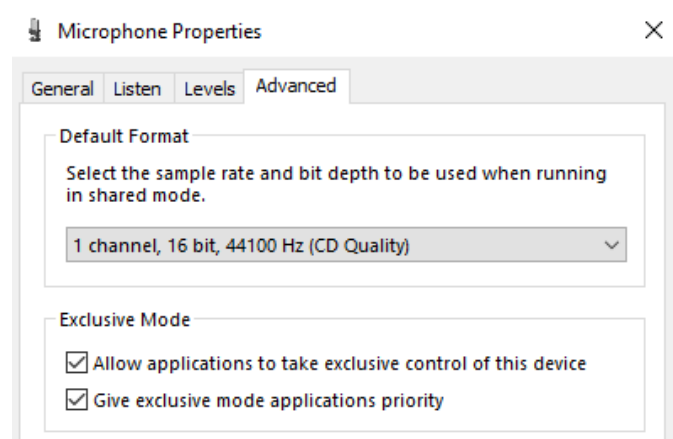 Microphone Properties
General Listen Levels Advanced
Default Format
Select the sample rate and bit depth to be used when running
in shared mode.
1 channel, 16 bit, 44100 Hz (CD Quality)
Exclusive Mode
Allow applications to take exclusive control of this device
Give exclusive mode applications priority